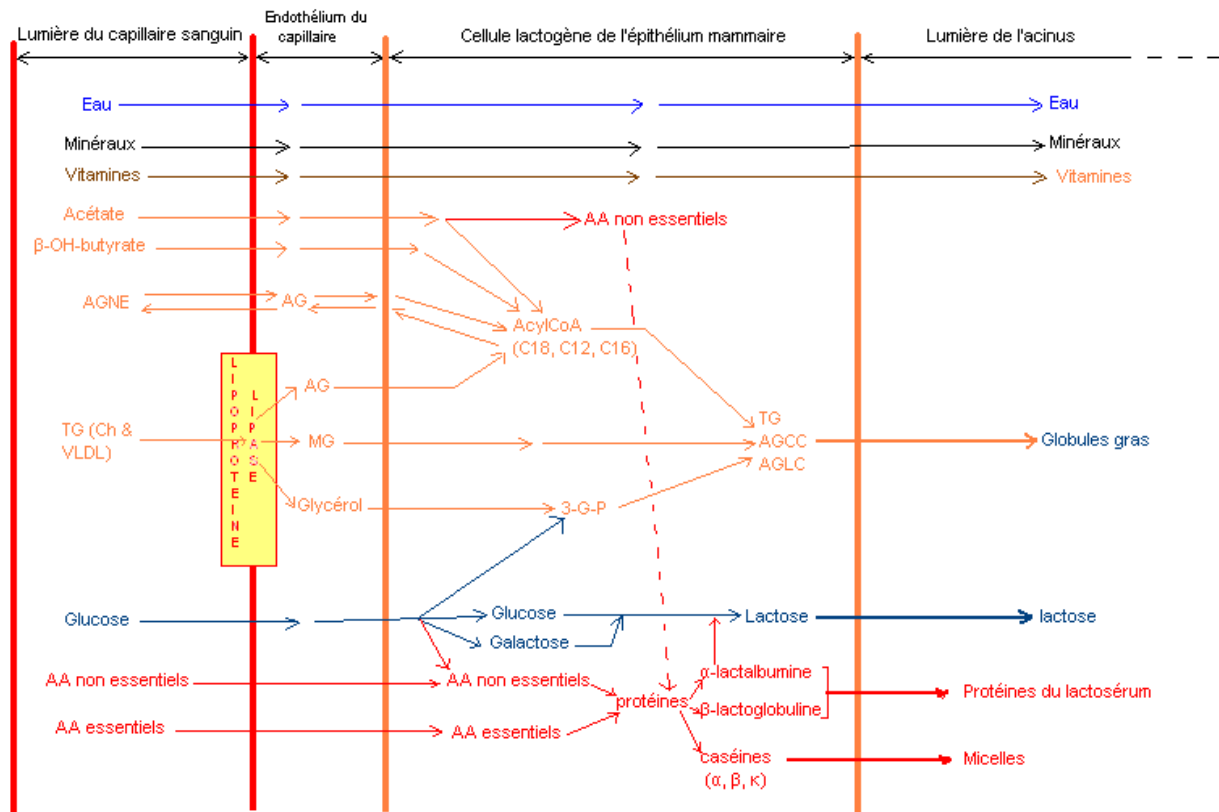 Lumière du capillaire sanguin
Endothélium du
capillaire
Cellule lactogène de l'épithélium mammaire
Lumière de l'acinus
Eau
Eau
Minéraux
Minéraux
Vitamines
Vitamines
Acétate
AA non essentiels
β-OH-butyrate
AGNE
AG
AcylCoA
(C18, C12, C16)
LIPOPROTEINE
LIPASE
AG
TG (Ch &
VLDL)
MG
TG
AGCC
AGLC
Globules gras
Glycérol
3-G-P
Glucose
Glucose
Galactose
Lactose
lactose
AA non essentiels
AA non essentiels
protéines
α-lactalbumine
β-lactoglobuline
Protéines du lactosérum
AA essentiels
AA essentiels
caséines
(α, β, κ)
Micelles